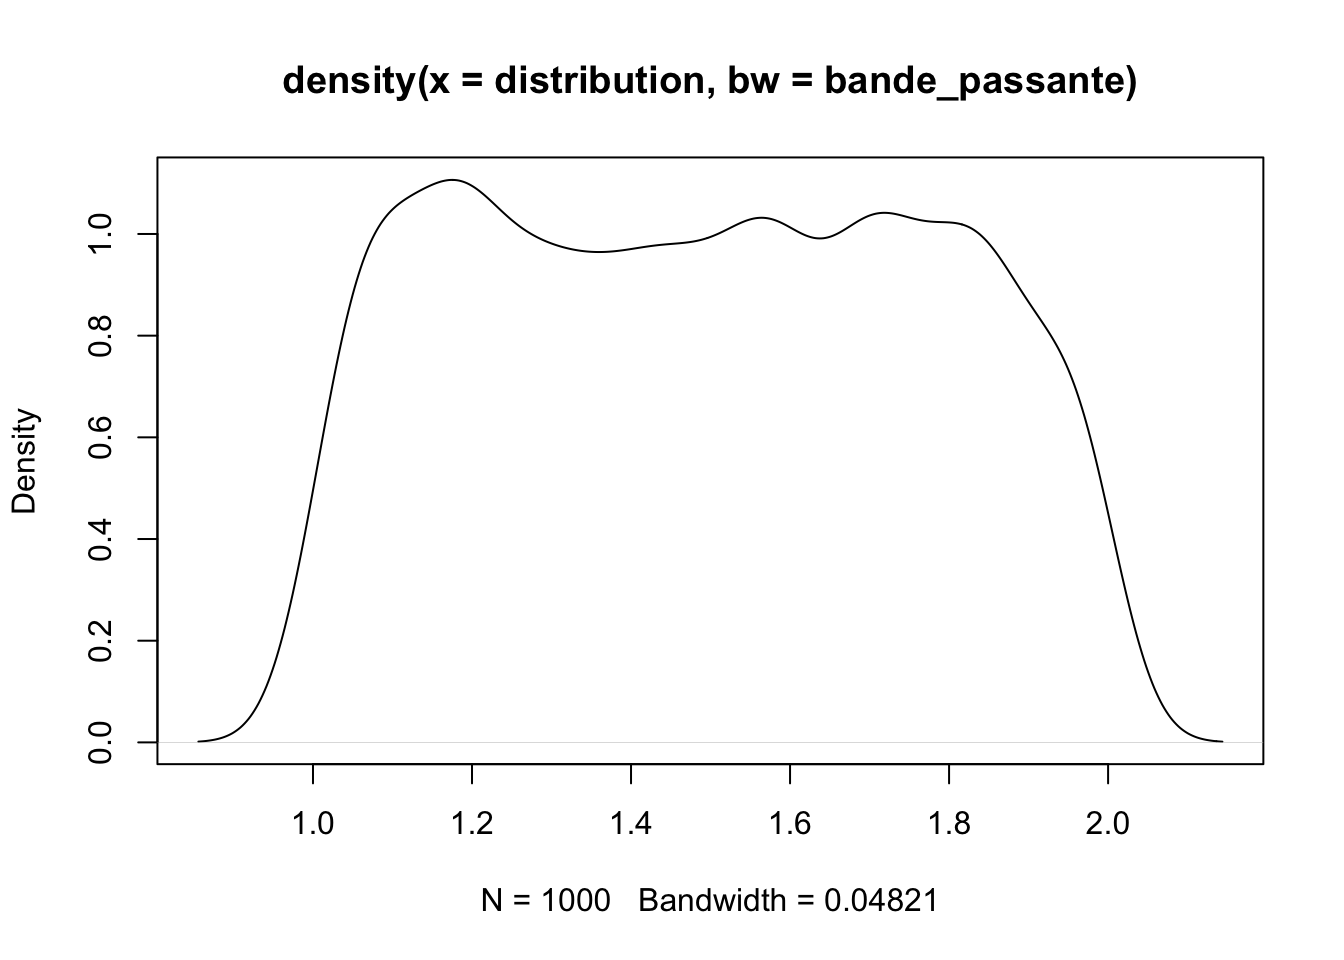 density(x = distribution, bw = bande_passante)
Density
1.0
0.8
0.6
0.4
0.2
0.0
1.0 1.2 1.4 1.6 1.8 2.0
N = 1000 Bandwidth = 0.04821